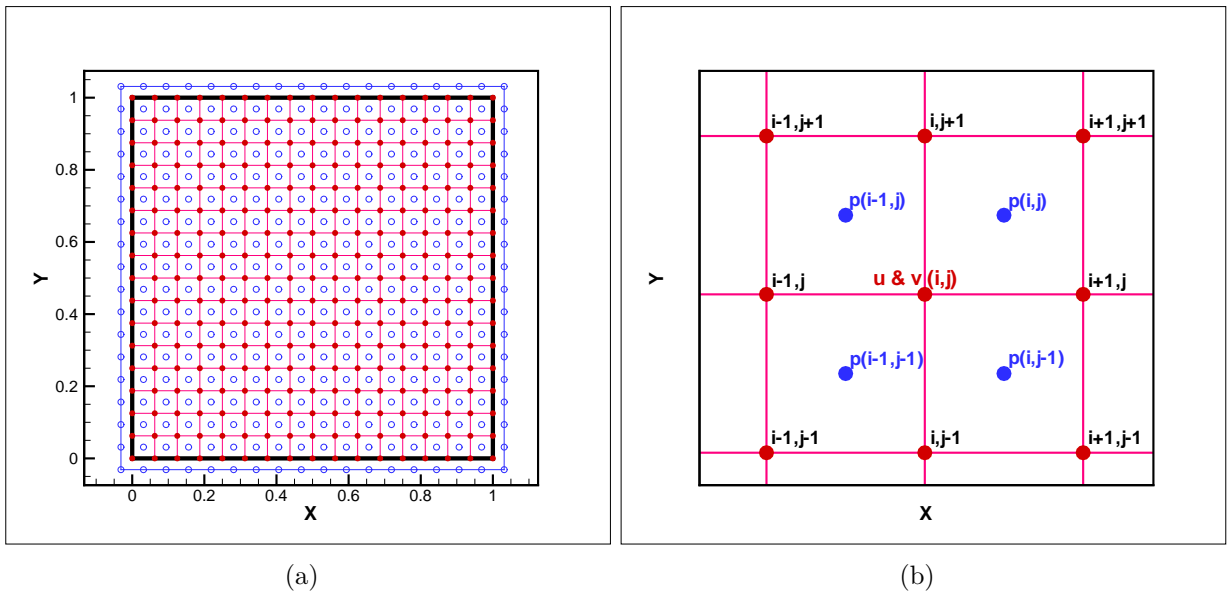 1
0.8
0.6
0.4
0.2
0
Y
0 0.2 0.4 0.6 0.8 1
X
(a)
i-1,j+1 i,j+1 i+1,j+1
p(i-1,j) p(i,j)
i-1,j u & v (i,j) i+1,j
p(i-1,j-1) p(i,j-1)
i-1,j-1 i,j-1 i+1,j-1
Y
X
(b)